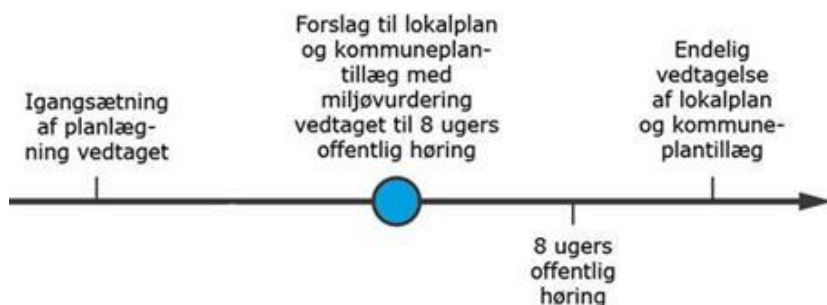 Igangsætning
af planlæg-
ning vedtaget
Forslag til lokalplan
og kommuneplan-
tillæg med
miljøvurdering
vedtaget til 8 ugers
offentlig høring
8 ugers
offentlig
høring
Endelig
vedtagelse
af lokalplan
og kommune-
plantillæg